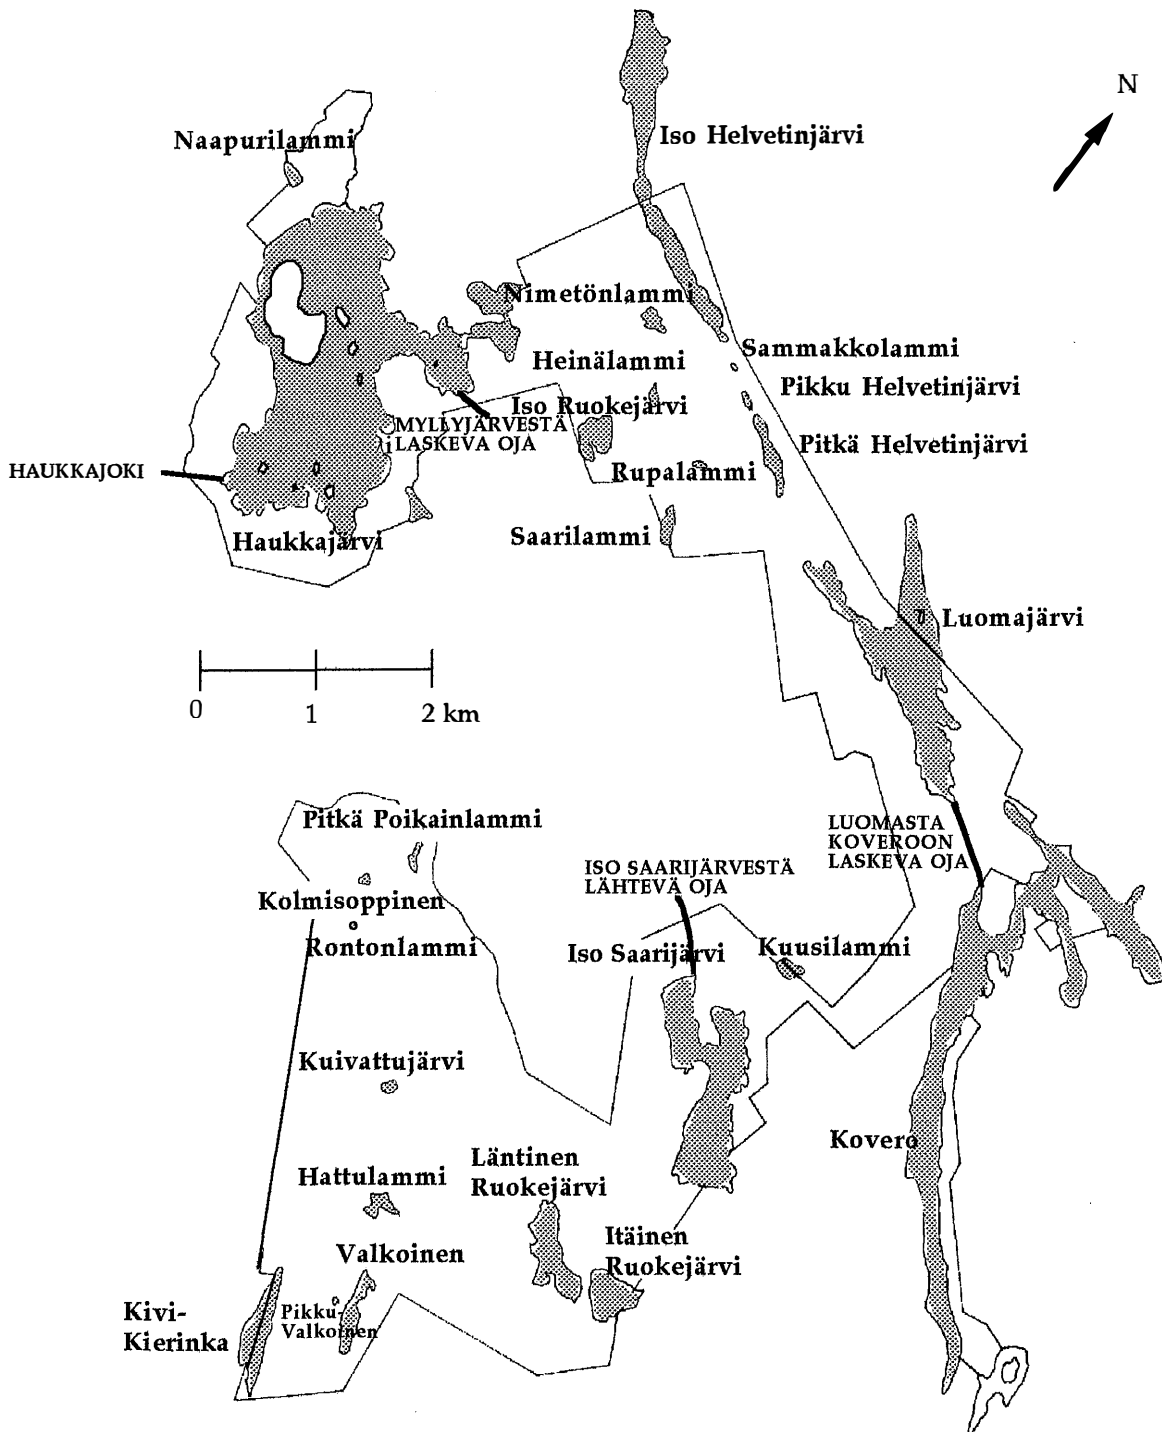 N
Naapurilammi
Iso Helvetinjärvi
Nimetönlammi
Sammakkolammi
Heinälammi
Pikku Helvetinjärvi
Iso Ruokejärvi
MYLLYJÄRVESTÄ
LASKEVA OJA
Pitkä Helvetinjärvi
HAUKKAJOKI
Rupalammi
Haukkajärvi
Saarilammi
Luomajärvi
0 1 2 km
Pitkä Poikainlammi
LUOMASTA
KOVEROON
LASKEVA OJA
ISO SAARIJÄRVESTÄ
LÄHTEVÄ OJA
Kolmisoppinen
Rontonlammi
Iso Saarijärvi
Kuusilammi
Kuivattujärvi
Kovero
Läntinen
Ruokejärvi
Hattulammi
Itäinen
Ruokejärvi
Valkoinen
Kivi-
Kierinka
Pikku-
Valkoinen